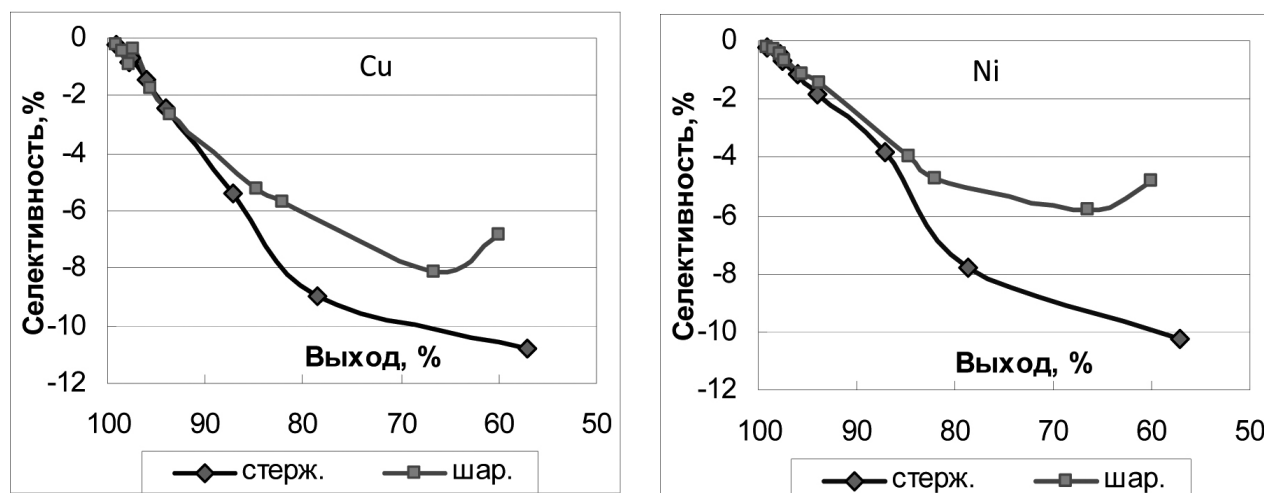 Cu
Селективность,%
0
-2
-4
-6
-8
-10
-12
Выход, %
100 90 80 70 60 50
стерж. шар.
Ni
Селективность,%
0
-2
-4
-6
-8
-10
-12
Выход, %
100 90 80 70 60 50
стерж. шар.